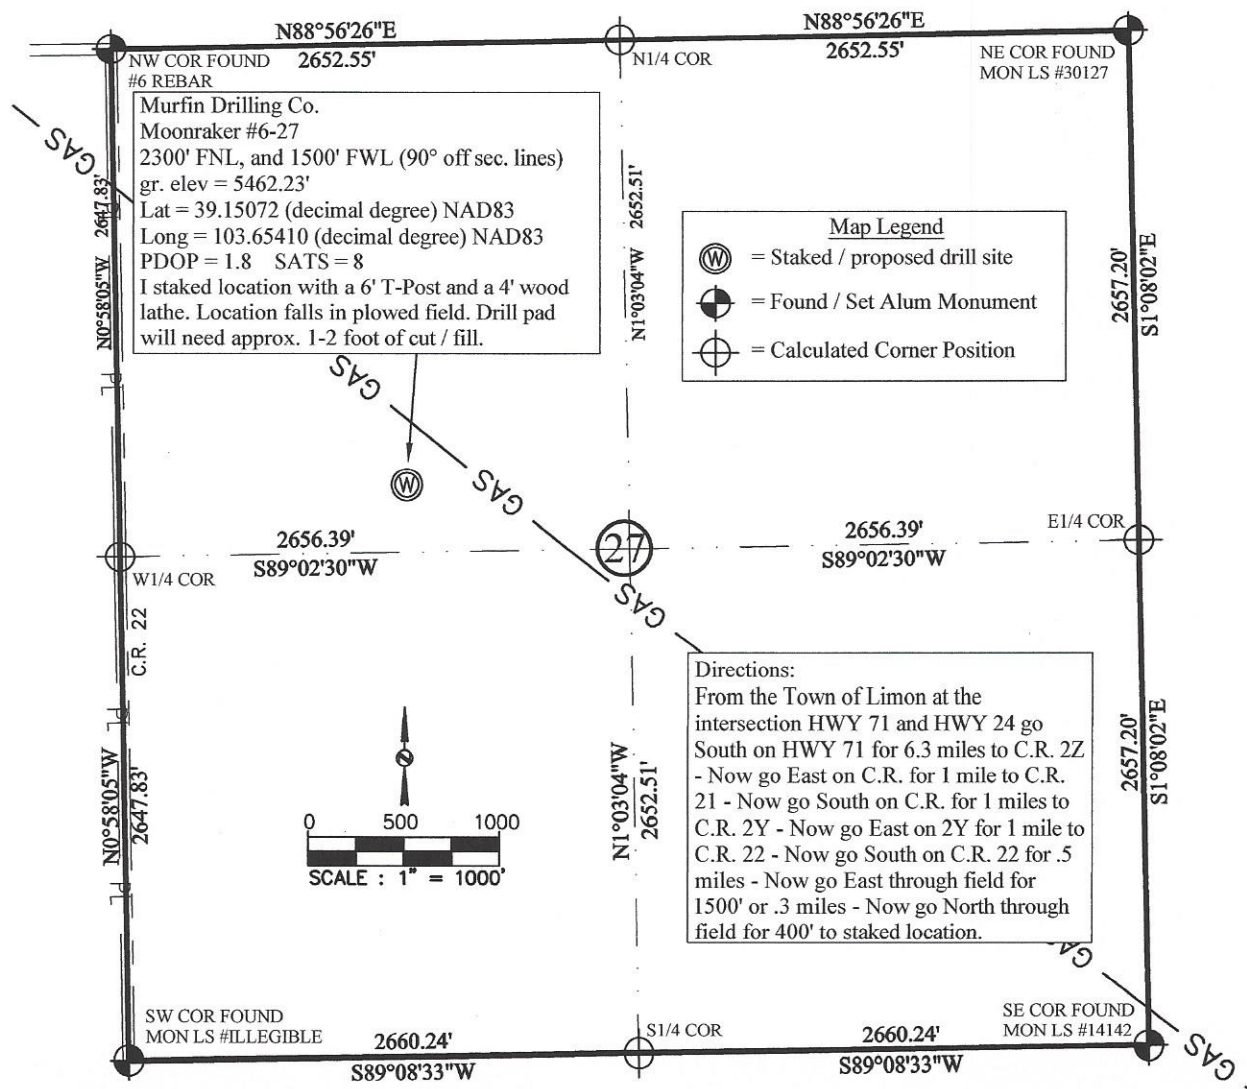 N88°56'26"E
2652.55'
N88°56'26"E
2652.55'
NW COR FOUND
#6 REBAR
N1/4 COR
NE COR FOUND
MON LS #30127
Murfin Drilling Co.
Moonraker #6-27
2300' FNL, and 1500' FWL (90° off sec. lines)
gr. elev = 5462.23'
Lat = 39.15072 (decimal degree) NAD83
Long = 103.65410 (decimal degree) NAD83
PDOP = 1.8 SATS = 8
I staked location with a 6' T-Post and a 4' wood
lathe. Location falls in plowed field. Drill pad
will need approx. 1-2 foot of cut / fill.
GAS
GAS
N0°58'05"W 2647.83'
PL
PL
N1°03'04"W 2652.51'
Map Legend
W = Staked / proposed drill site
= Found / Set Alum Monument
= Calculated Corner Position
2657.20'
S1°08'02"E
GAS
W
GAS
2656.39'
S89°02'30"W
27
2656.39'
S89°02'30"W
E1/4 COR
W1/4 COR
GAS
C.R. 22
PL
PL
N0°58'05"W
2647.83'
N
0 500 1000
SCALE : 1" = 1000'
N1°03'04"W
2652.51'
Directions:
From the Town of Limon at the
intersection HWY 71 and HWY 24 go
South on HWY 71 for 6.3 miles to C.R. 2Z
- Now go East on C.R. for 1 mile to C.R.
21 - Now go South on C.R. for 1 miles to
C.R. 2Y - Now go East on 2Y for 1 mile to
C.R. 22 - Now go South on C.R. 22 for .5
miles - Now go East through field for
1500' or .3 miles - Now go North through
field for 400' to staked location.
2657.20'
S1°08'02"E
GAS
SW COR FOUND
MON LS #ILLEGIBLE
2660.24'
S89°08'33"W
S1/4 COR
2660.24'
S89°08'33"W
SE COR FOUND
MON LS #14142
GAS